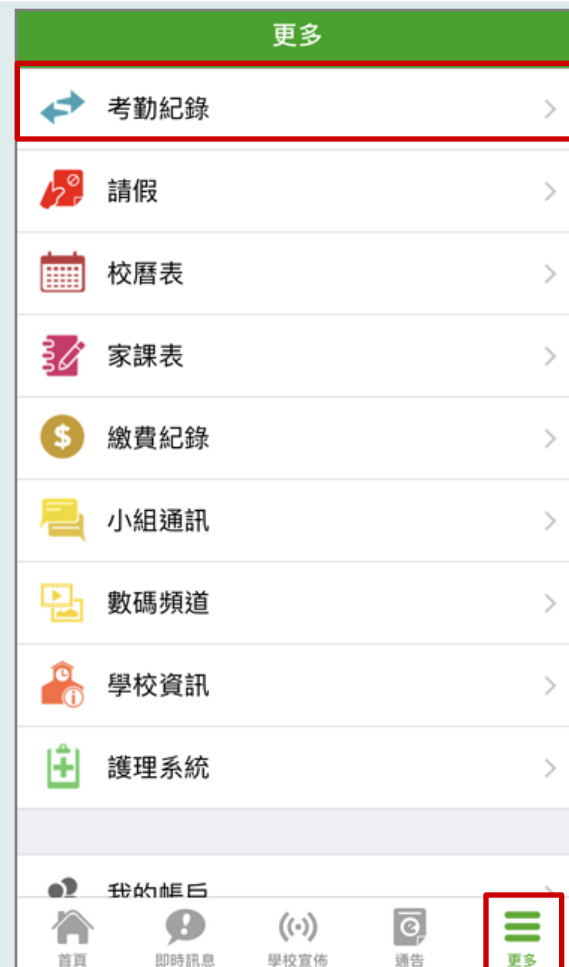 更多
考勤紀錄
請假
校曆表
家課表
$ 繳費紀錄
小組通訊
數碼頻道
學校資訊
護理系統
我的帳戶
首頁 即時訊息 學校宣佈 通告 更多